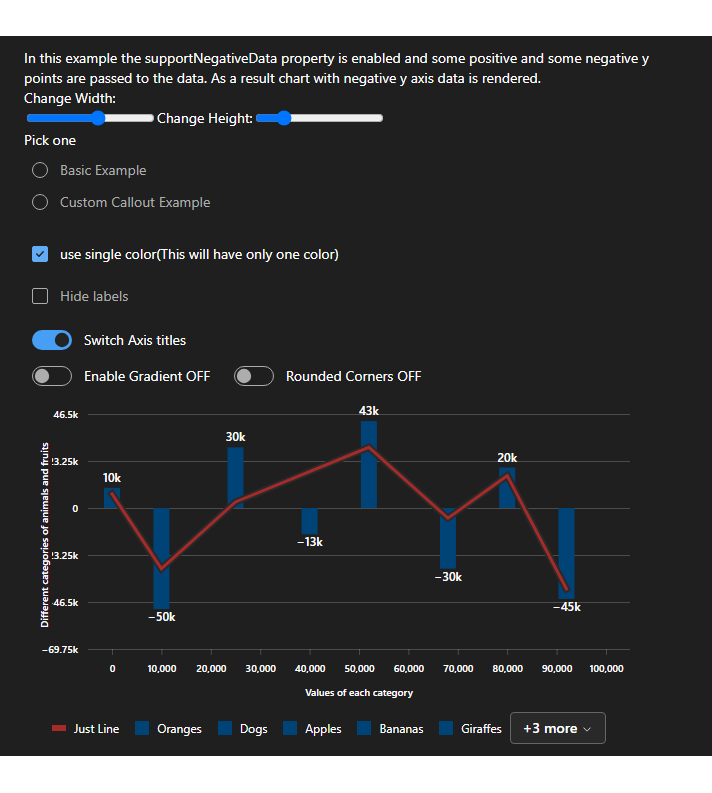 In this example the supportNegativeData property is enabled and some positive and some negative y
points are passed to the data. As a result chart with negative y axis data is rendered.
Change Width:
Change Height:
Pick one
Basic Example
Custom Callout Example
use single color(This will have only one color)
Hide labels
Switch Axis titles
Enable Gradient OFF
Rounded Corners OFF
Different categories of animals and fruits
46.5k
3.25k
0
3.25k
46.5k
−69.75k
10k
−50k
30k
−13k
43k
−30k
20k
−45k
0 10,000 20,000 30,000 40,000 50,000 60,000 70,000 80,000 90,000 100,000
Values of each category
Just Line Oranges Dogs Apples Bananas Giraffes +3 more